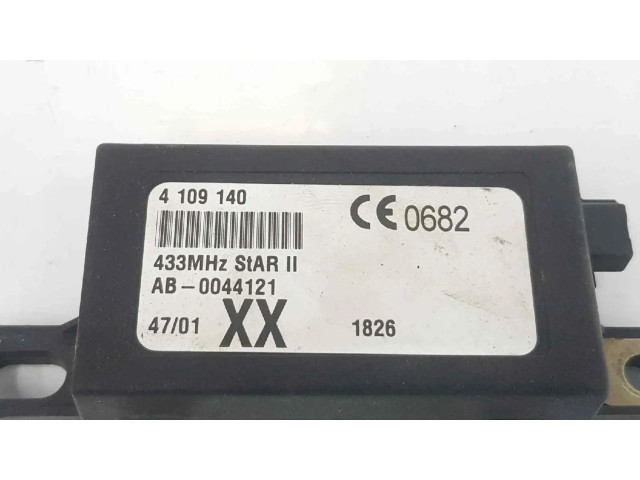 4 109 140
CE 0682
433MHz StAR II
AB-0044121
47/01 XX 1826